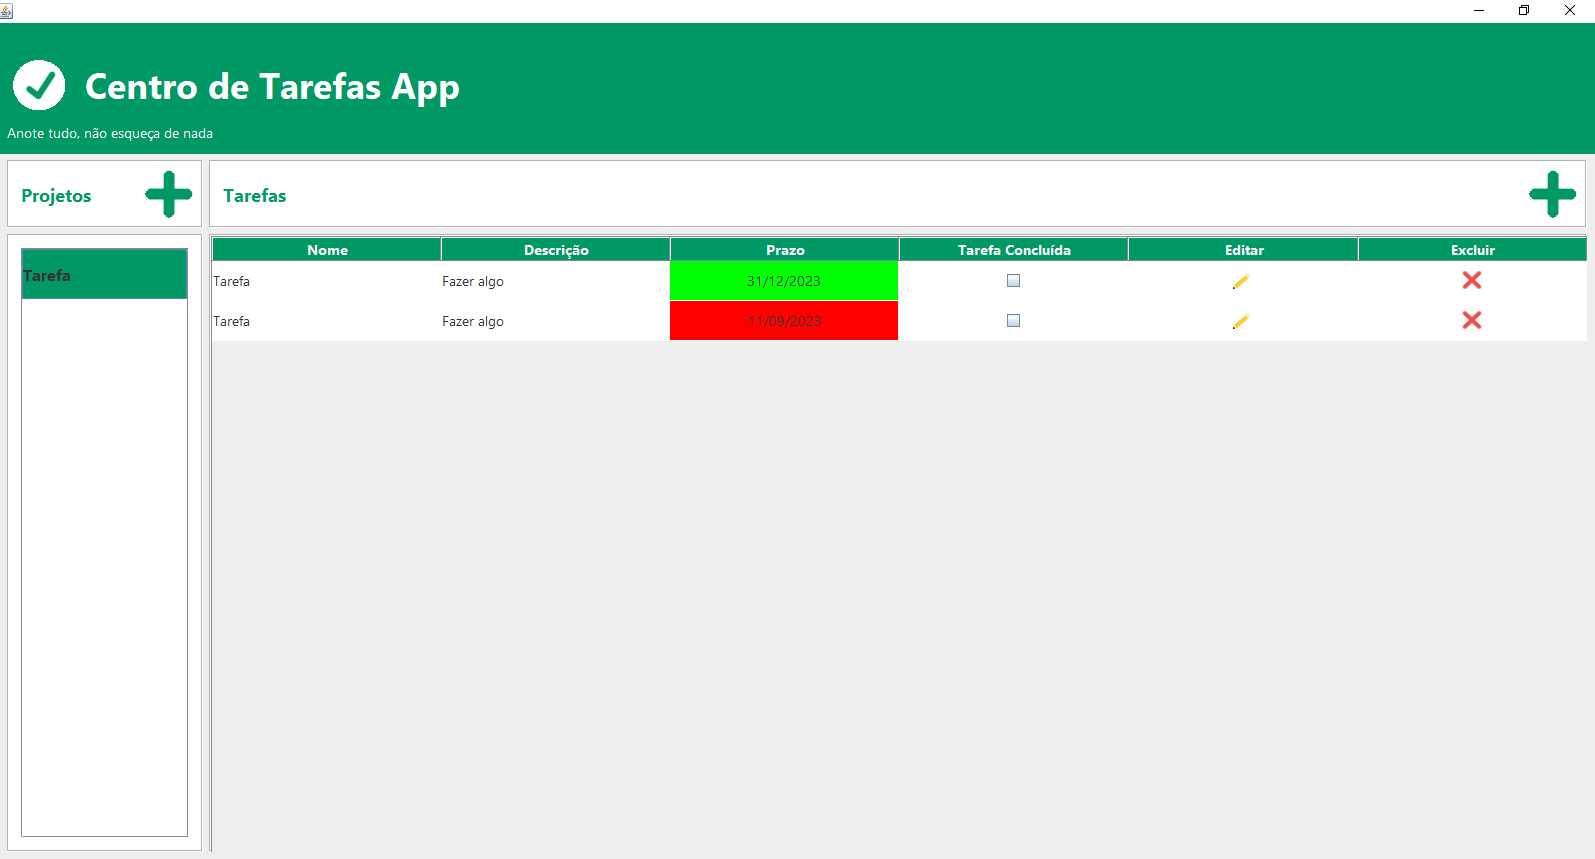 Centro de Tarefas App
Anote tudo, não esqueça de nada
Projetos
Tarefas
Tarefa
Nome Descrição Prazo Tarefa Concluída Editar Excluir
Tarefa Fazer algo 31/12/2023
Tarefa Fazer algo 11/09/2023